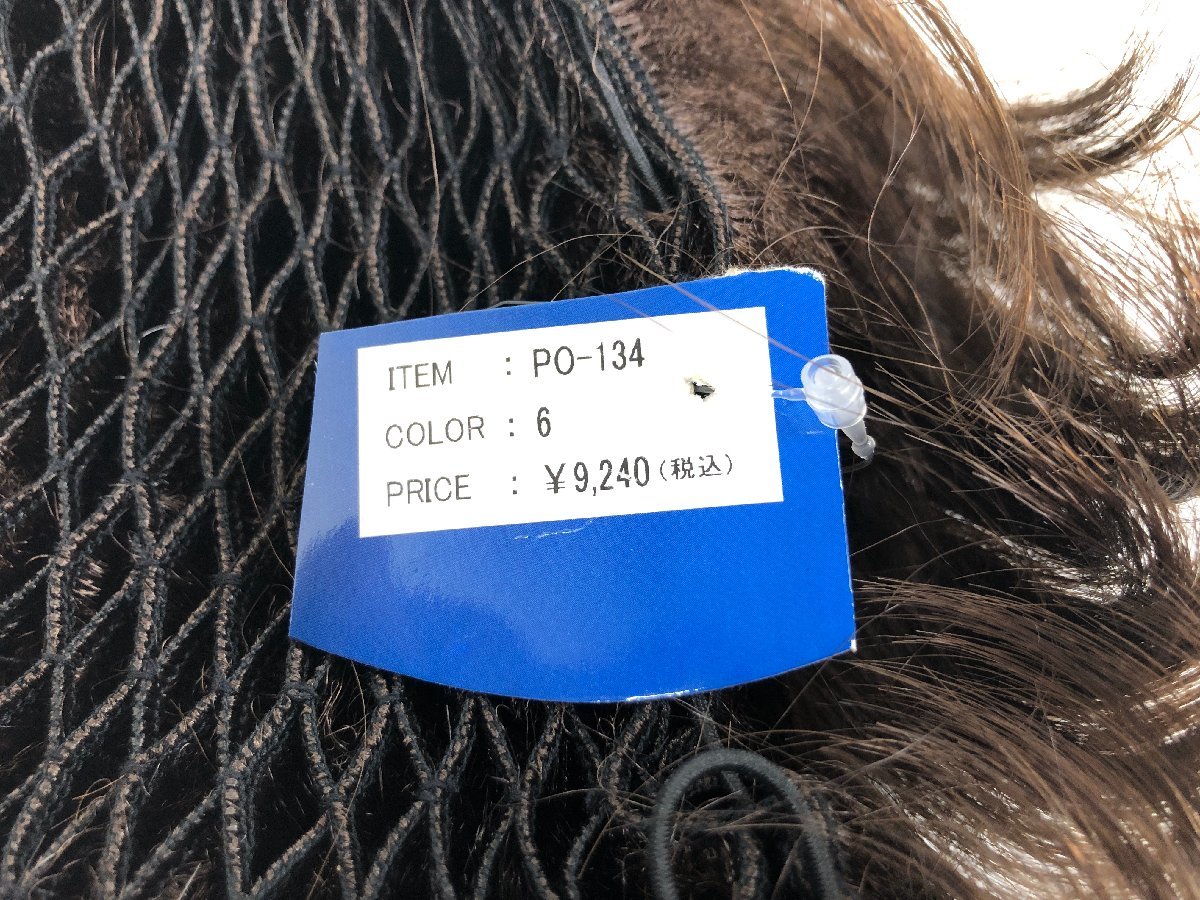 ITEM : PO-134
COLOR : 6
PRICE : ¥9,240(税込)